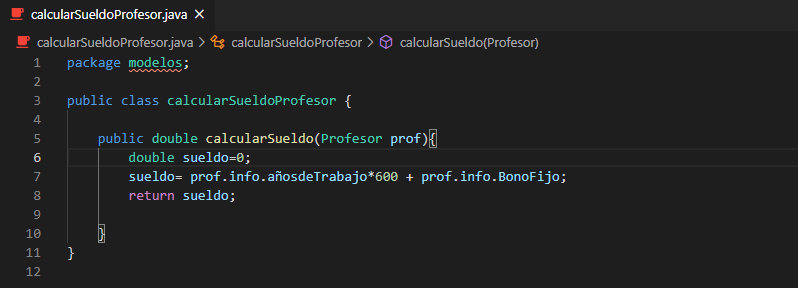 calcularSueldoProfesor.java
calcularSueldoProfesor.java > calcularSueldoProfesor > calcularSueldo(Profesor)
1 package modelos;
2
3 public class calcularSueldoProfesor {
4
5 public double calcularSueldo(Profesor prof){
6 double sueldo=0;
7 sueldo= prof.info.añosdeTrabajo*600 + prof.info.BonoFijo;
8 return sueldo;
9
10 }
11 }
12